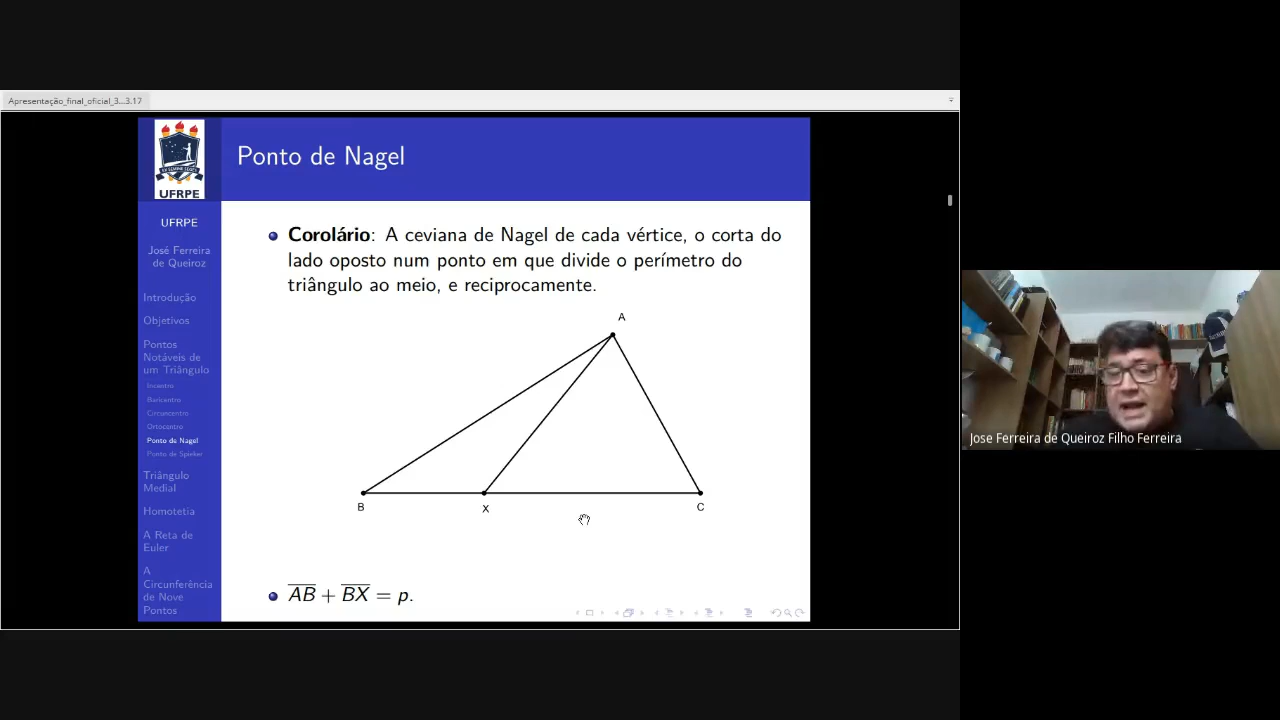 Apresentação_final_oficial_3...3.17
UFRPE
Ponto de Nagel
UFRPE
José Ferreira
de Queiroz
Introdução
Objetivos
Pontos
Notáveis de
um Triângulo
Incentro
Baricentro
Circuncentro
Ortocentro
Ponto de Nagel
Ponto de Spieker
Triângulo
Medial
Homotetia
A Reta de
Euler
A
Circunferência
de Nove
Pontos
Corolário: A ceviana de Nagel de cada vértice, o corta do
lado oposto num ponto em que divide o perímetro do
triângulo ao meio, e reciprocamente.
A
B
X
C
AB + BX = p.
Jose Ferreira de Queiroz Filho Ferreira